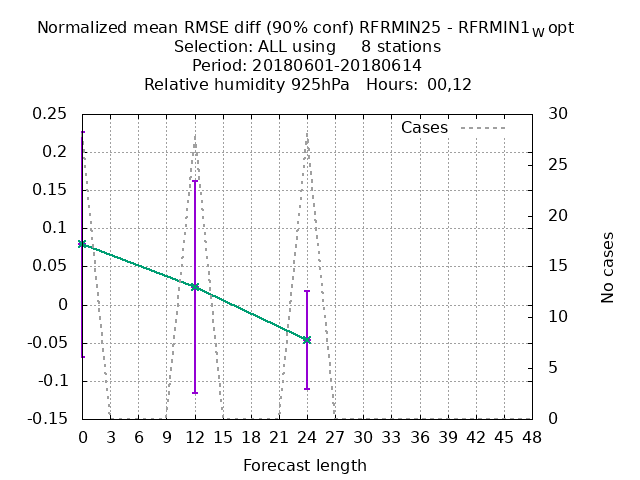 Normalized mean RMSE diff (90% conf) RFRMIN25 - RFRMIN1wopt
Selection: ALL using 8 stations
Period: 20180601-20180614
Relative humidity 925hPa Hours: 00,12
Cases
0.25
0.2
0.15
0.1
0.05
0
-0.05
-0.1
-0.15
30
25
20
15
10
5
0
No cases
0 3 6 9 12 15 18 21 24 27 30 33 36 39 42 45 48
Forecast length